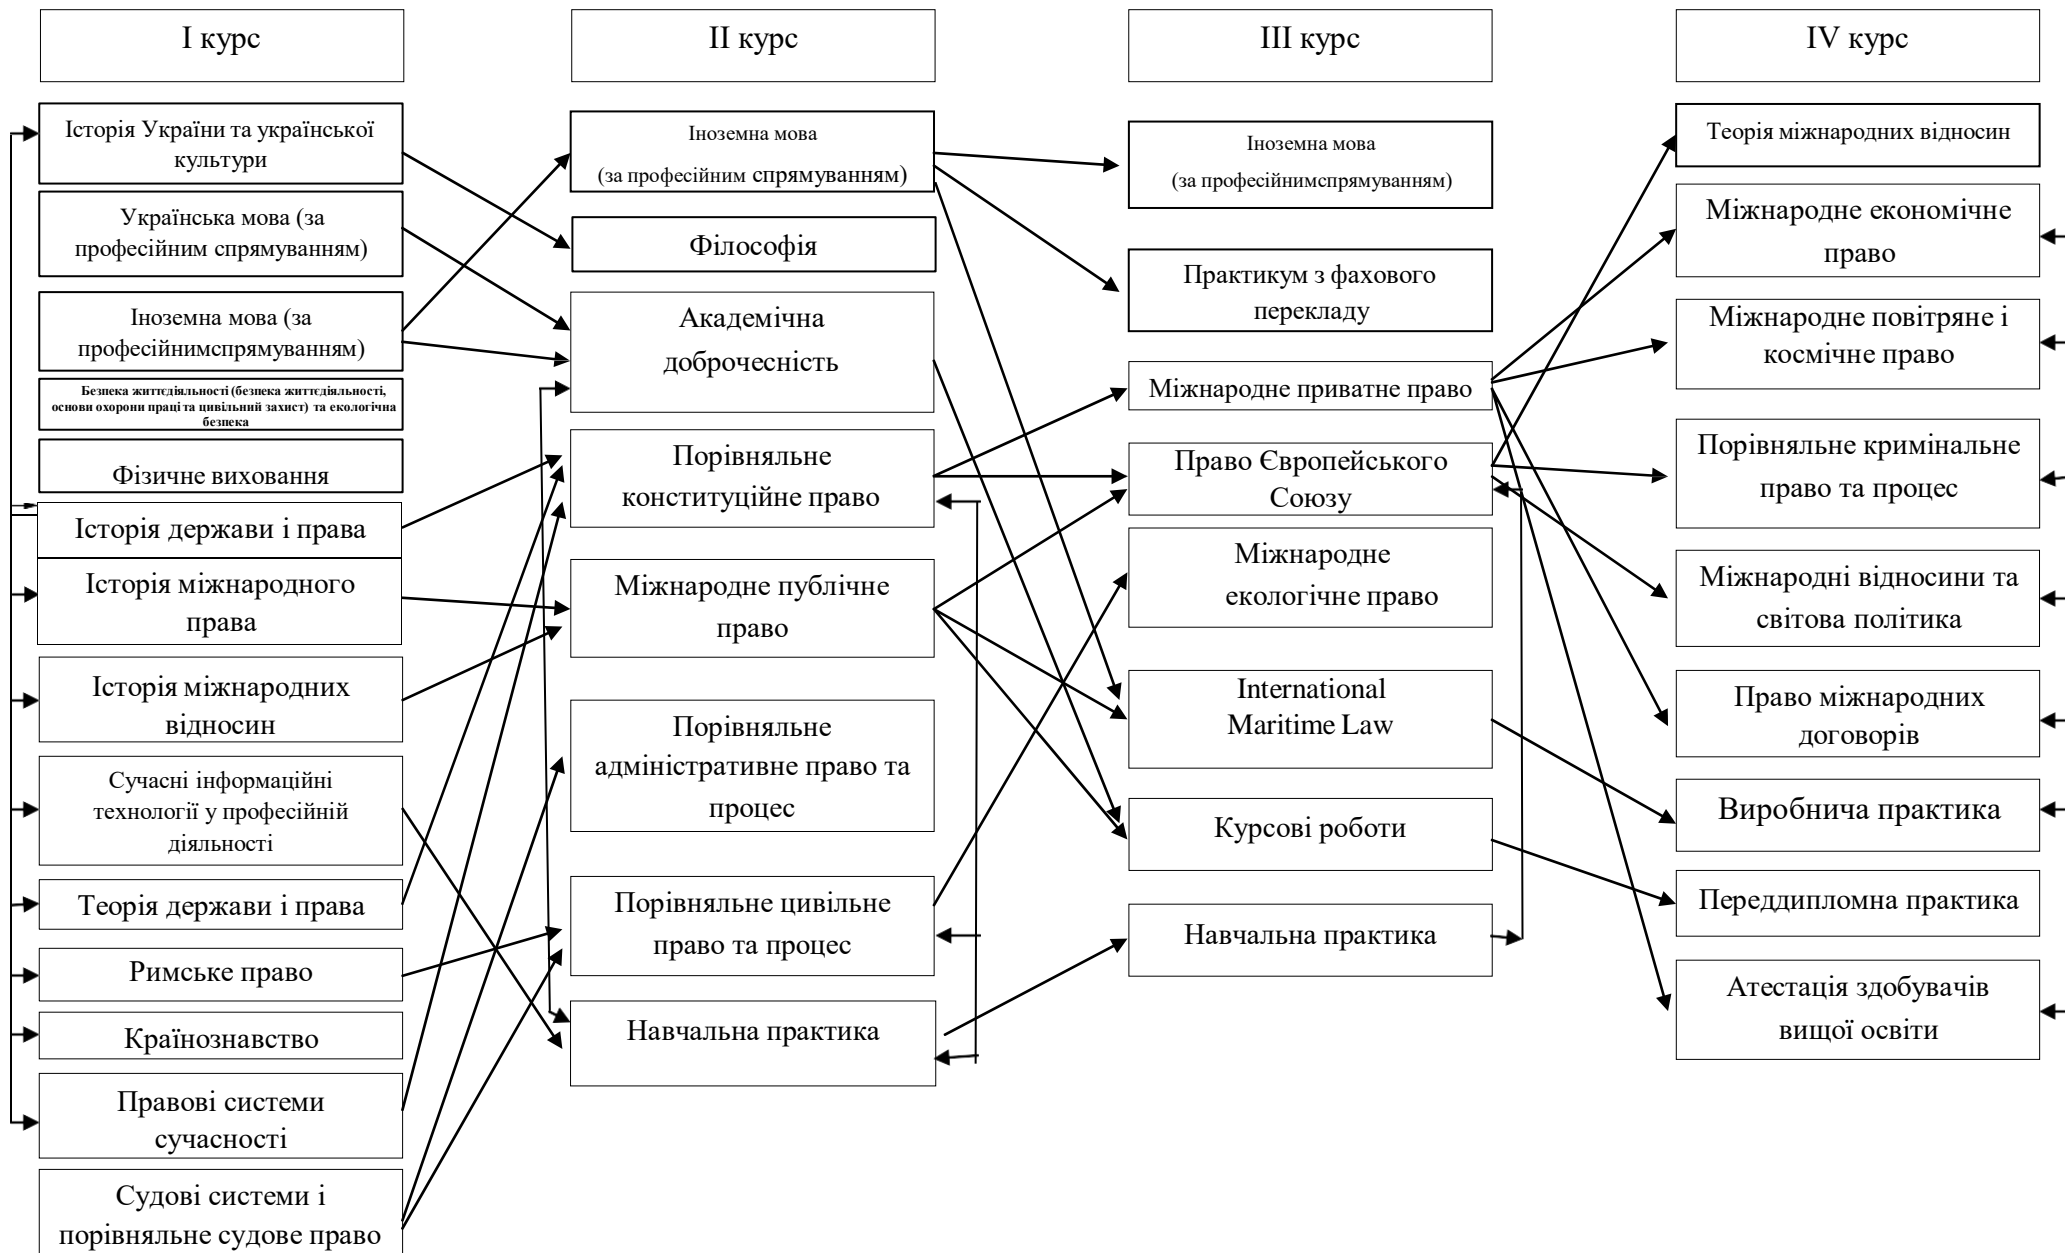 I курс
II курс
III курс
IV курс
Історія України та української
культури
Українська мова (за
професійним спрямуванням)
Іноземна мова (за
професійнимспрямуванням)
Безпека життєдіяльності (безпека життєдіяльності,
основи охорони праці та цивільний захист) та екологічна
безпека
Фізичне виховання
Історія держави і права
Історія міжнародного
права
Історія міжнародних
відносин
Сучасні інформаційні
технології у професійній
діяльності
Теорія держави і права
Римське право
Країнознавство
Правові системи
сучасності
Судові системи і
порівняльне судове право
Іноземна мова
(за професійним спрямуванням)
Філософія
Академічна
доброчесність
Порівняльне
конституційне право
Міжнародне публічне
право
Порівняльне
адміністративне право та
процес
Порівняльне цивільне
право та процес
Навчальна практика
Іноземна мова
(за професійнимспрямуванням)
Практикум з фахового
перекладу
Міжнародне приватне право
Право Європейського
Союзу
Міжнародне
екологічне право
International
Maritime Law
Курсові роботи
Навчальна практика
Теорія міжнародних відносин
Міжнародне економічне
право
Міжнародне повітряне і
космічне право
Порівняльне кримінальне
право та процес
Міжнародні відносини та
світова політика
Право міжнародних
договорів
Виробнича практика
Переддипломна практика
Атестація здобувачів
вищої освіти